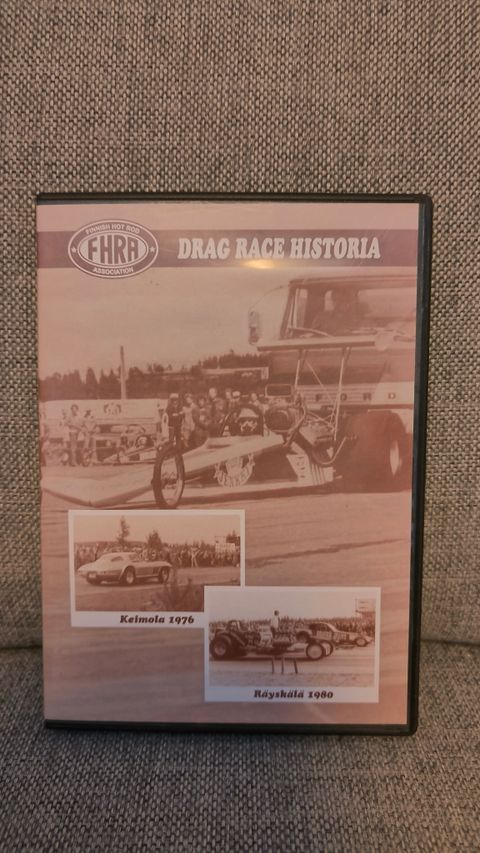 FINNISH HOT ROD
FHRA
ASSOCIATION
DRAG RACE HISTORIA
FORD
Keimola 1976
Räyskälä 1980